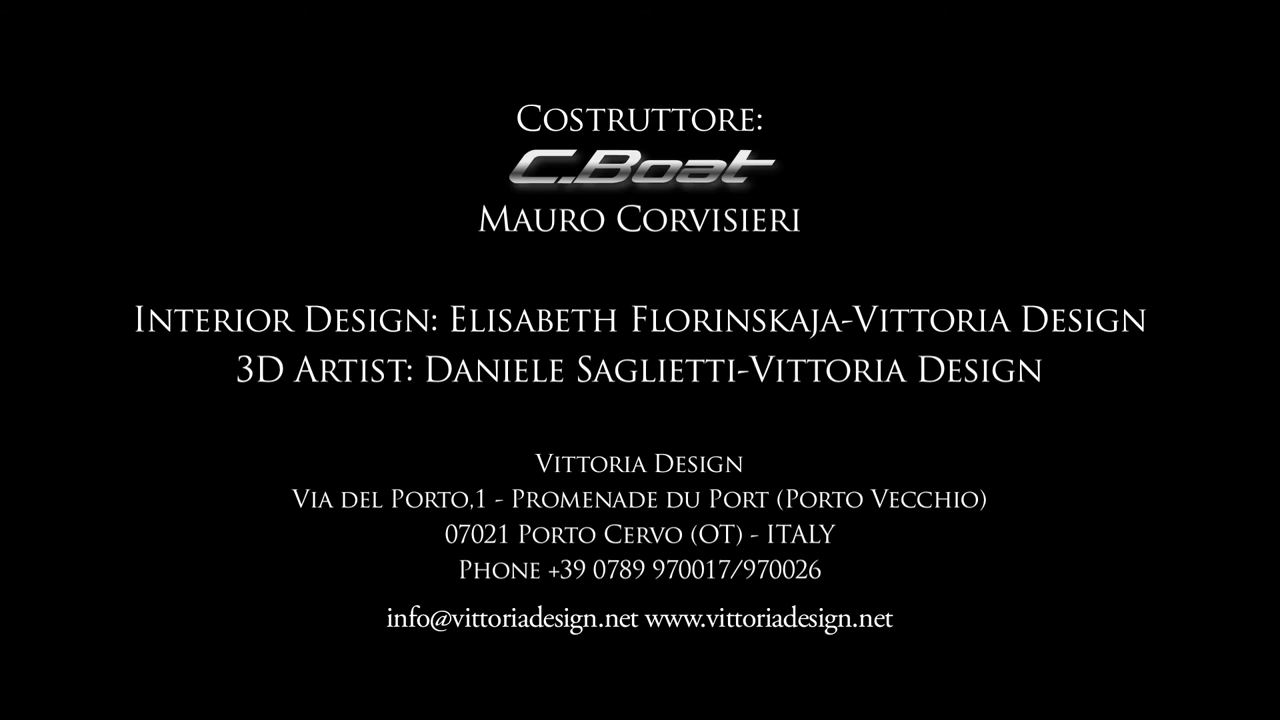 Costruttore:
C.Boat
Mauro Corvisieri
Interior Design: Elisabeth Florinskaja-Vittoria Design
3D Artist: Daniele Saglietti-Vittoria Design
Vittoria Design
Via del Porto,1 - Promenade du Port (Porto Vecchio)
07021 Porto Cervo (OT) - ITALY
Phone +39 0789 970017/970026
info@vittoriadesign.net www.vittoriadesign.net